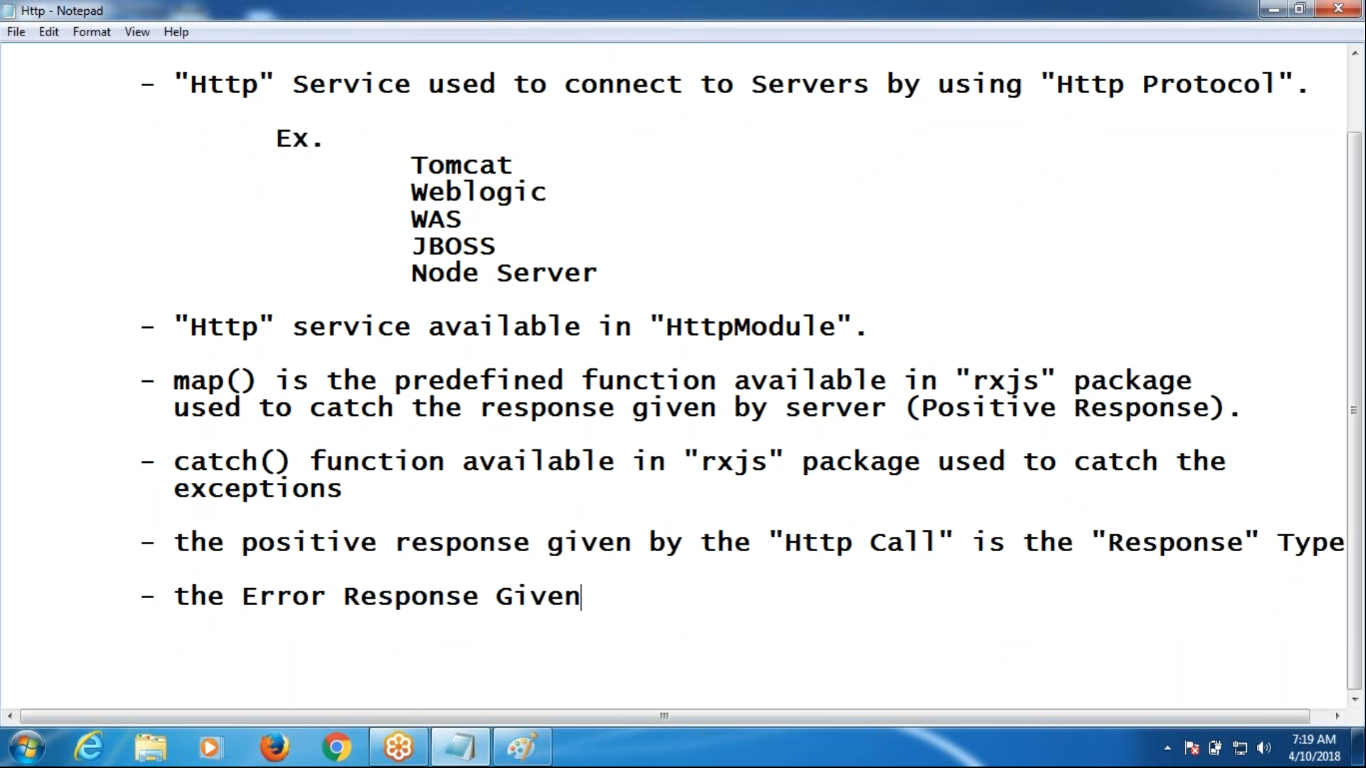 Http - Notepad
File Edit Format View Help
- "Http" Service used to connect to Servers by using "Http Protocol".
Ex.
Tomcat
Weblogic
WAS
JBOSS
Node Server
- "Http" service available in "HttpModule".
- map() is the predefined function available in "rxjs" package
used to catch the response given by server (Positive Response).
- catch() function available in "rxjs" package used to catch the
exceptions
- the positive response given by the "Http Call" is the "Response" Type
- the Error Response Given
7:19 AM
4/10/2018